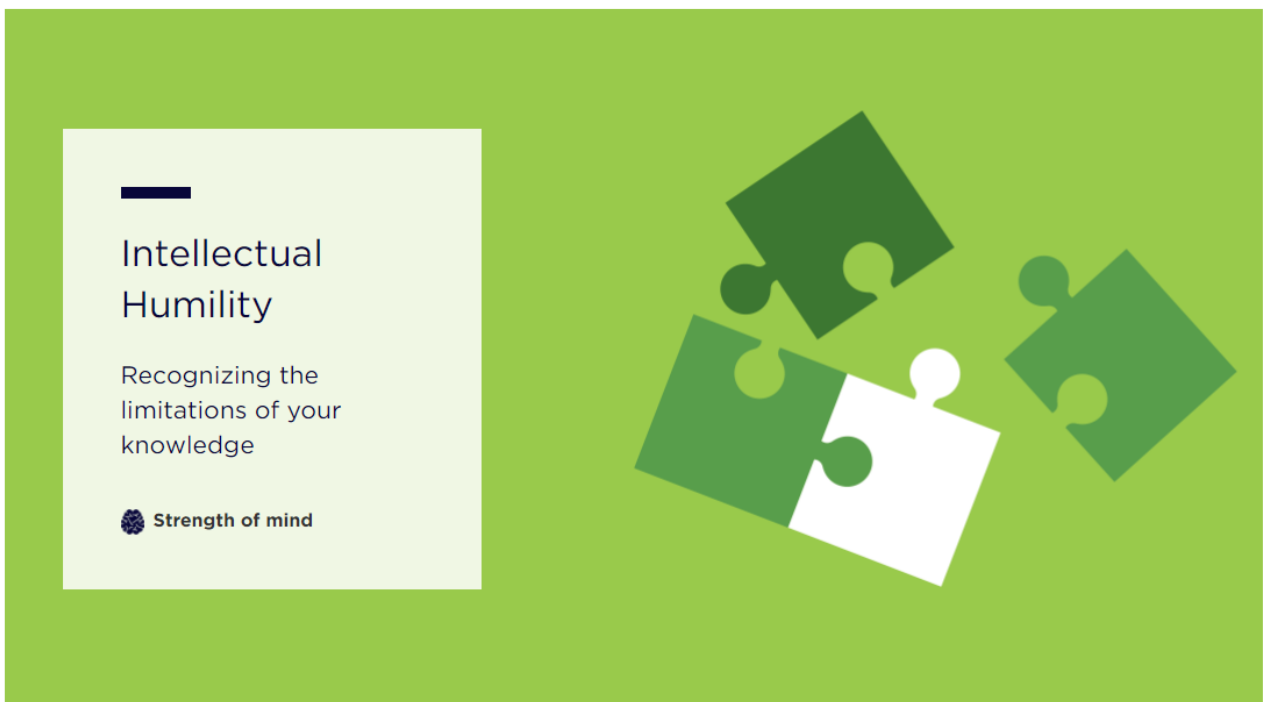 Intellectual
Humility
Recognizing the
limitations of your
knowledge
Strength of mind